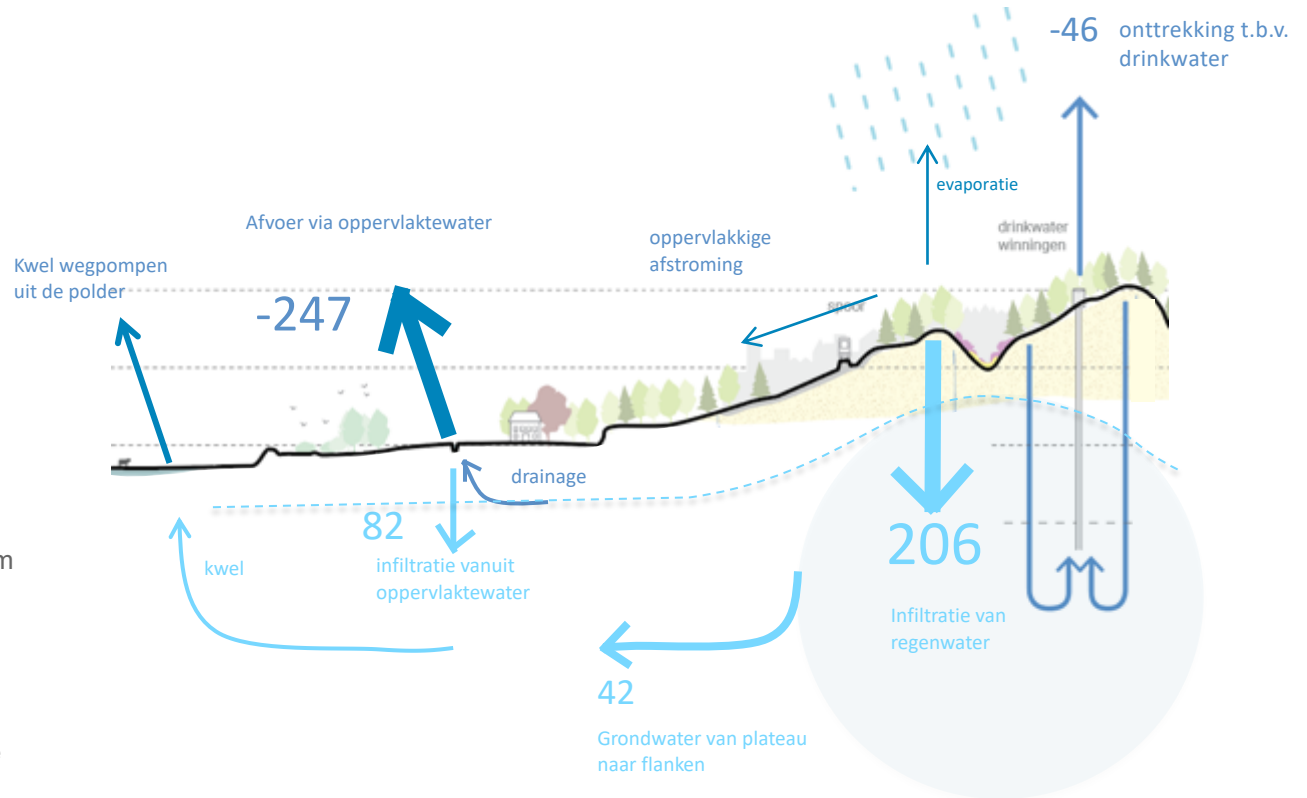 -46
onttrekking t.b.v.
drinkwater
evaporatie
drinkwater
winningen
Afvoer via oppervlaktewater
oppervlakkige
afstroming
Kwel wegpompen
uit de polder
-247
spoor
drainage
82
infiltratie vanuit
oppervlaktewater
kwel
m
206
Infiltratie van
regenwater
42
Grondwater van plateau
naar flanken